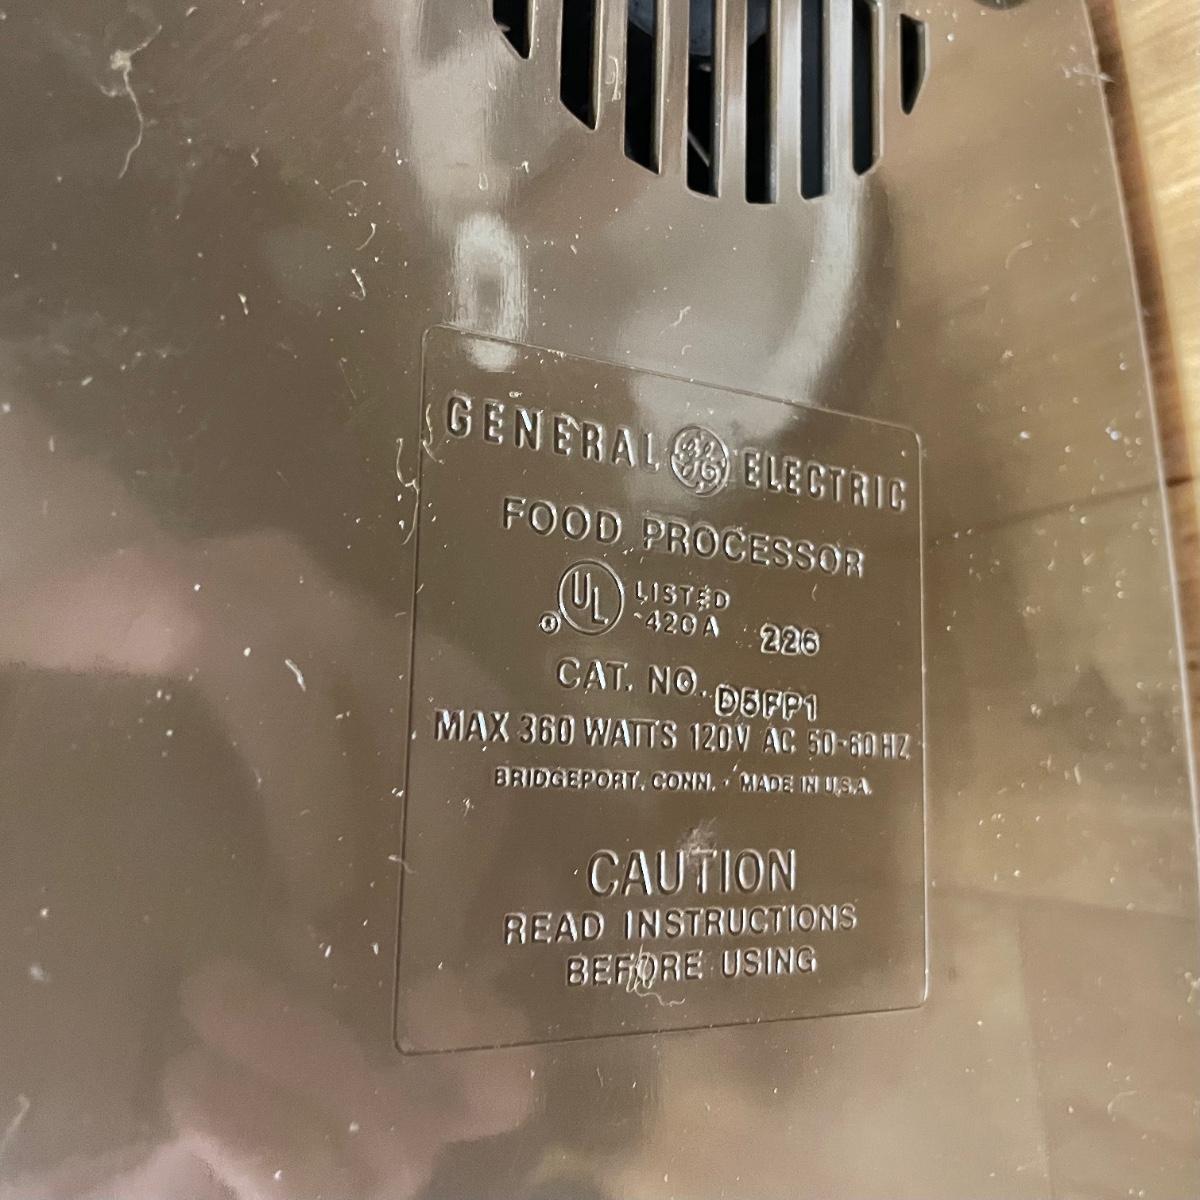 GENERAL GE ELECTRIC
FOOD PROCESSOR
UL LISTED
® 420A 226
CAT. NO. D5FP1
MAX 360 WATTS 120V AC 50-60 HZ
BRIDGEPORT, CONN. · MADE IN U.S.A.
CAUTION
READ INSTRUCTIONS
BEFORE USING